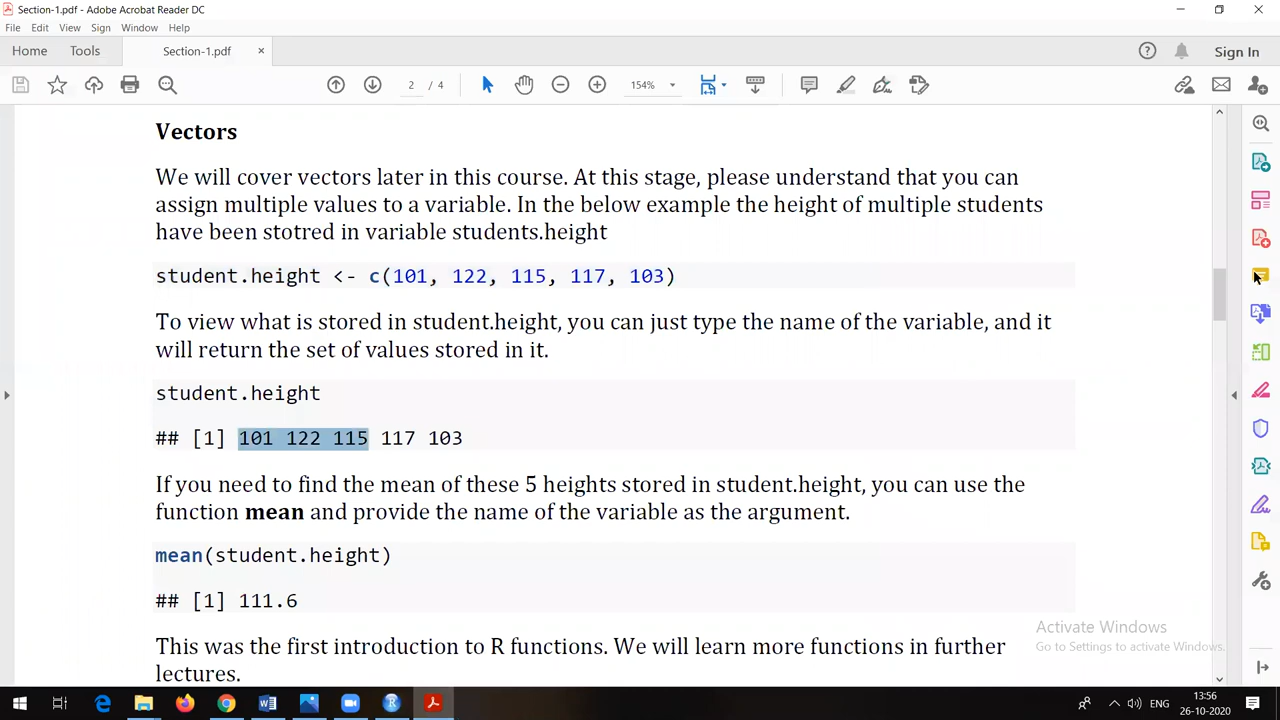 Section-1.pdf - Adobe Acrobat Reader DC
File Edit View Sign Window Help
Home Tools Section-1.pdf × Sign In
2 / 4 154%
Vectors
We will cover vectors later in this course. At this stage, please understand that you can
assign multiple values to a variable. In the below example the height of multiple students
have been stotred in variable students.height
student.height <- c(101, 122, 115, 117, 103)
To view what is stored in student.height, you can just type the name of the variable, and it
will return the set of values stored in it.
student.height
## [1] 101 122 115 117 103
If you need to find the mean of these 5 heights stored in student.height, you can use the
function mean and provide the name of the variable as the argument.
mean(student.height)
## [1] 111.6
This was the first introduction to R functions. We will learn more functions in further
lectures.
Activate Windows
Go to Settings to activate Windows.
ENG
13:56
26-10-2020